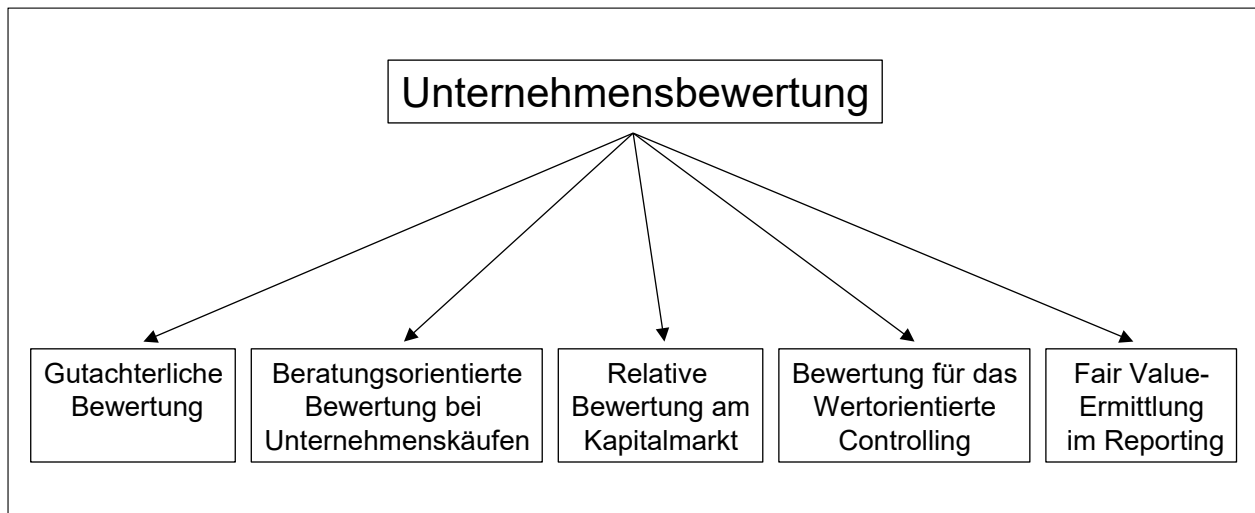 Unternehmensbewertung
Gutachterliche
Bewertung
Beratungsorientierte
Bewertung bei
Unternehmenskäufen
Relative
Bewertung am
Kapitalmarkt
Bewertung für das
Wertorientierte
Controlling
Fair Value-
Ermittlung
im Reporting